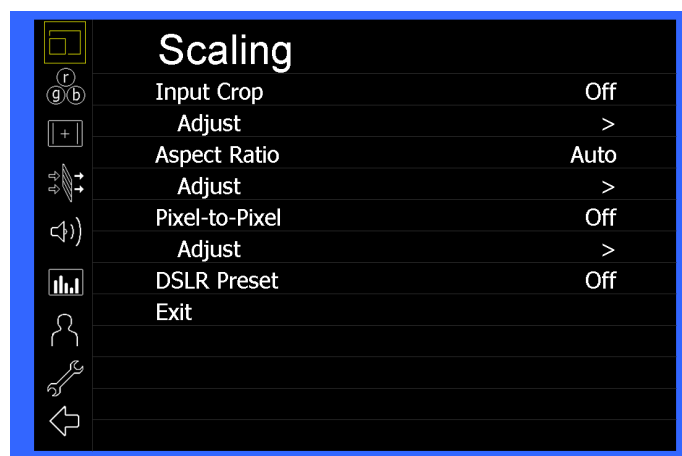 Scaling
r
g b
Input Crop Off
Adjust >
Aspect Ratio Auto
Adjust >
Pixel-to-Pixel Off
Adjust >
DSLR Preset Off
Exit